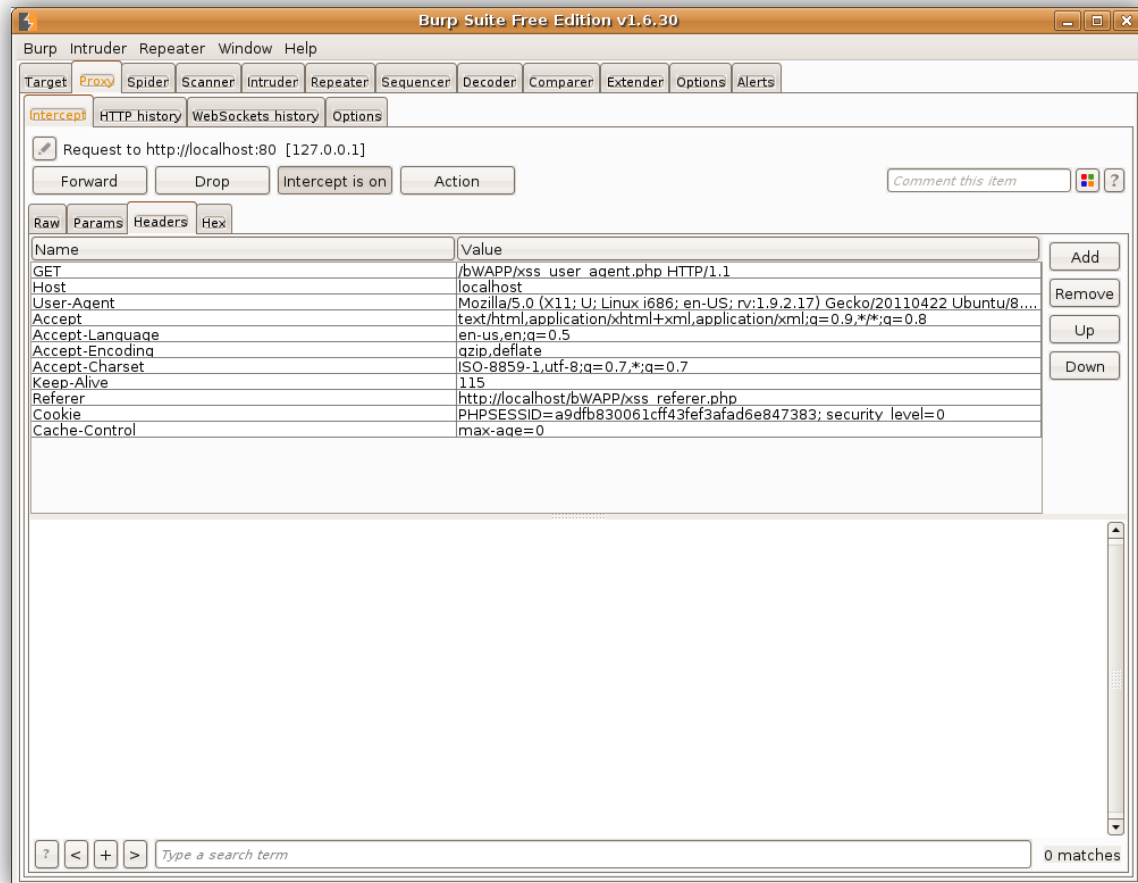 Burp Suite Free Edition v1.6.30
Burp Intruder Repeater Window Help
Target Proxy Spider Scanner Intruder Repeater Sequencer Decoder Comparer Extender Options Alerts
Intercept HTTP history WebSockets history Options
Request to http://localhost:80 [127.0.0.1]
Forward Drop Intercept is on Action Comment this item ?
Raw Params Headers Hex
Name Value Add
GET /bWAPP/xss_user_agent.php HTTP/1.1
Host localhost
User-Agent Mozilla/5.0 (X11; U; Linux i686; en-US; rv:1.9.2.17) Gecko/20110422 Ubuntu/8.... Remove
Accept text/html,application/xhtml+xml,application/xml;q=0.9,*/*;q=0.8
Accept-Language en-us,en;q=0.5 Up
Accept-Encoding gzip,deflate
Accept-Charset ISO-8859-1,utf-8;q=0.7,*;q=0.7 Down
Keep-Alive 115
Referer http://localhost/bWAPP/xss_referer.php
Cookie PHPSESSID=a9dfb830061cff43fef3afad6e847383; security_level=0
Cache-Control max-age=0
? < + > Type a search term 0 matches